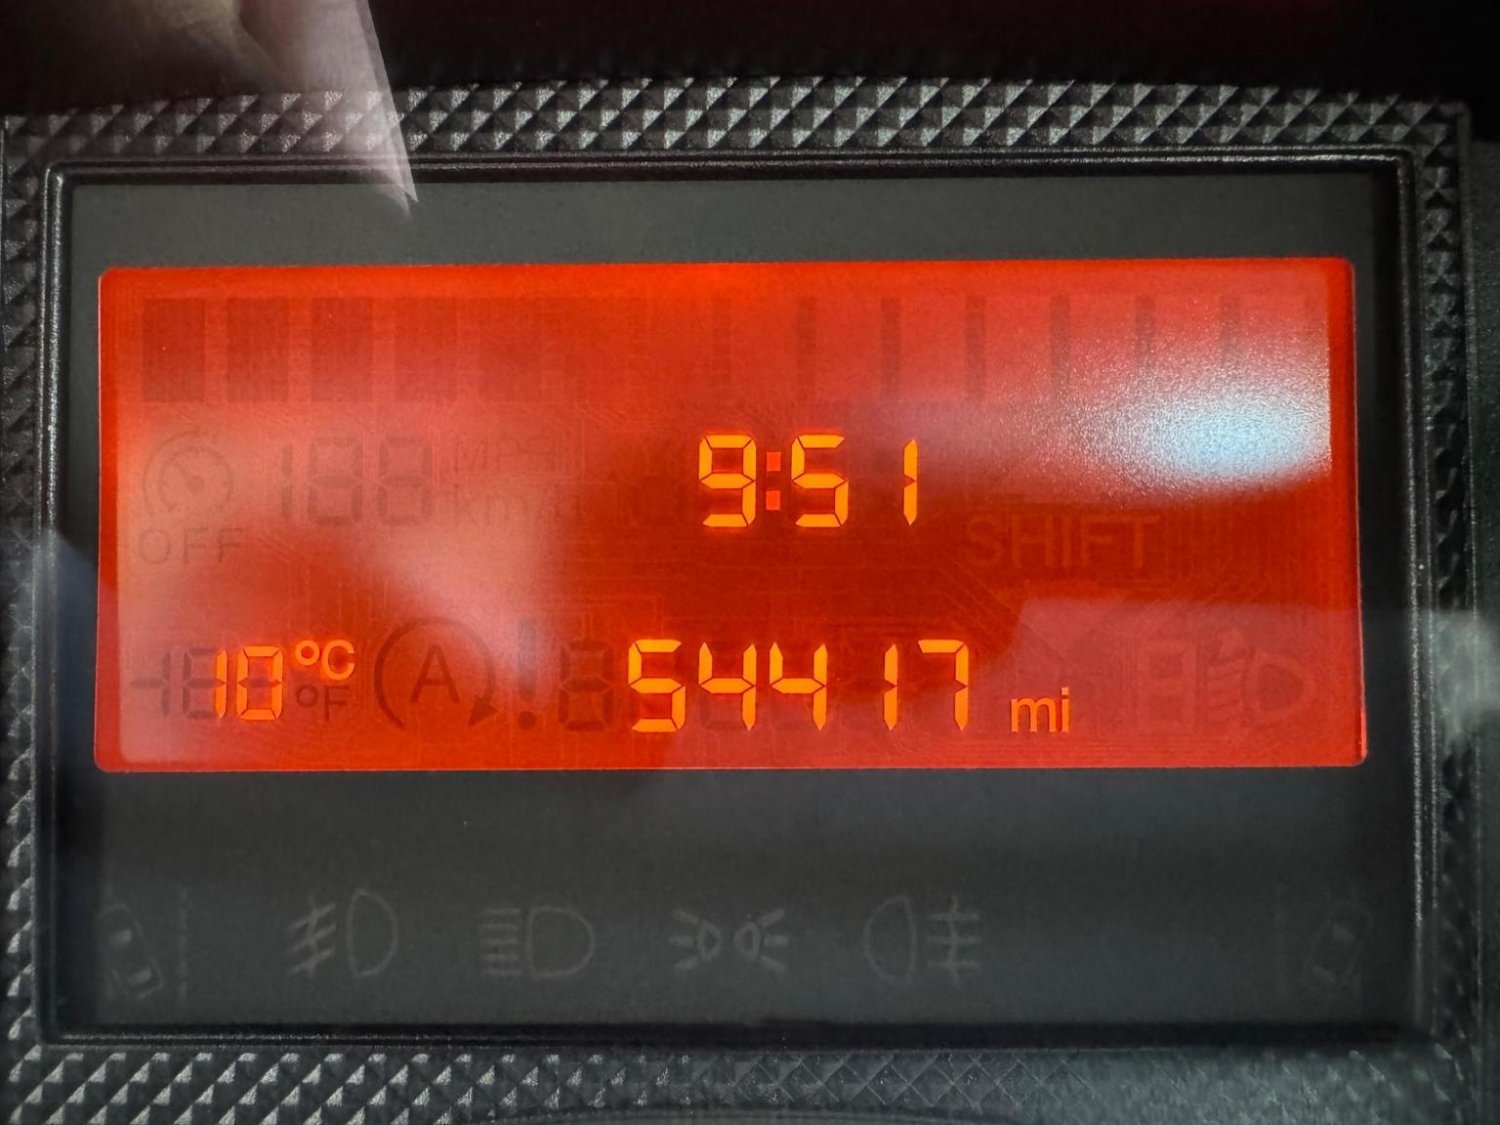 9:51
OFF
SHIFT
10 °C
°F
A
!
54417 mi